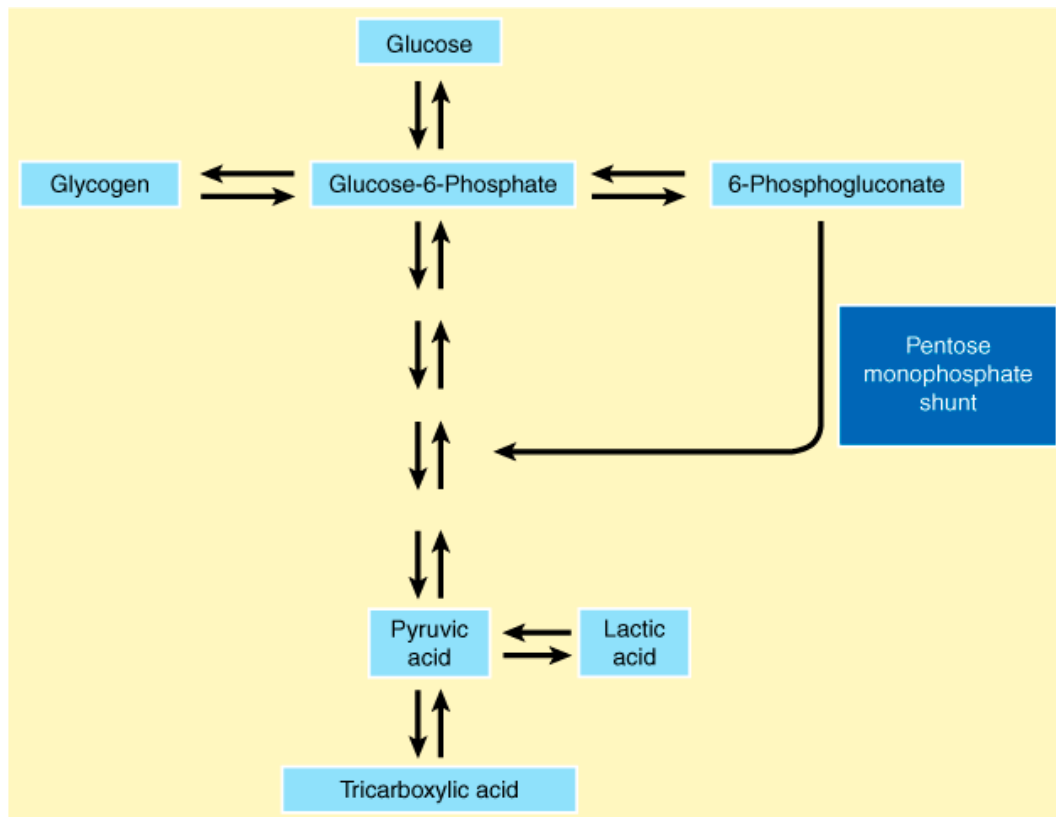 Glucose
Glycogen
Glucose-6-Phosphate
6-Phosphogluconate
Pentose
monophosphate
shunt
Pyruvic
acid
Lactic
acid
Tricarboxylic acid